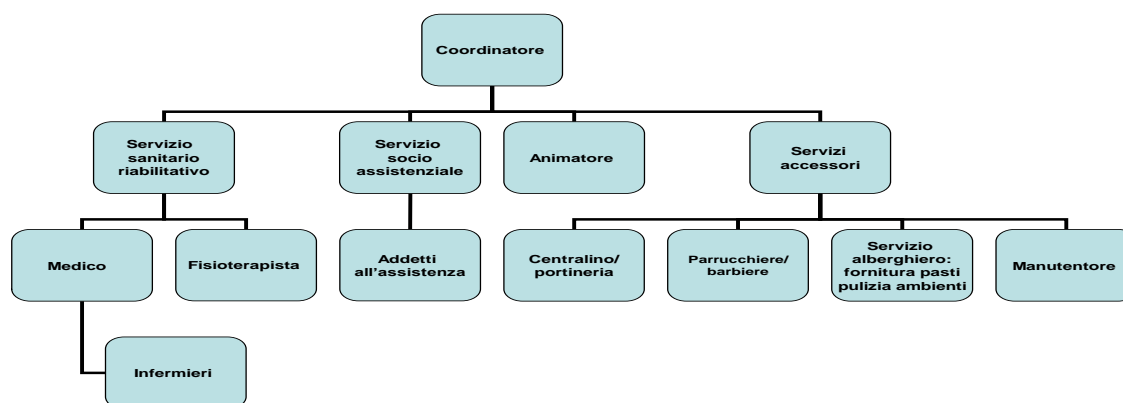 Coordinatore
Servizio
sanitario
riabilitativo
Servizio
socio
assistenziale
Animatore
Servizi
accessori
Medico
Fisioterapista
Addetti
all'assistenza
Centralino/
portineria
Parrucchiere/
barbiere
Servizio
alberghiero:
fornitura pasti
pulizia ambienti
Manutentore
Infermieri